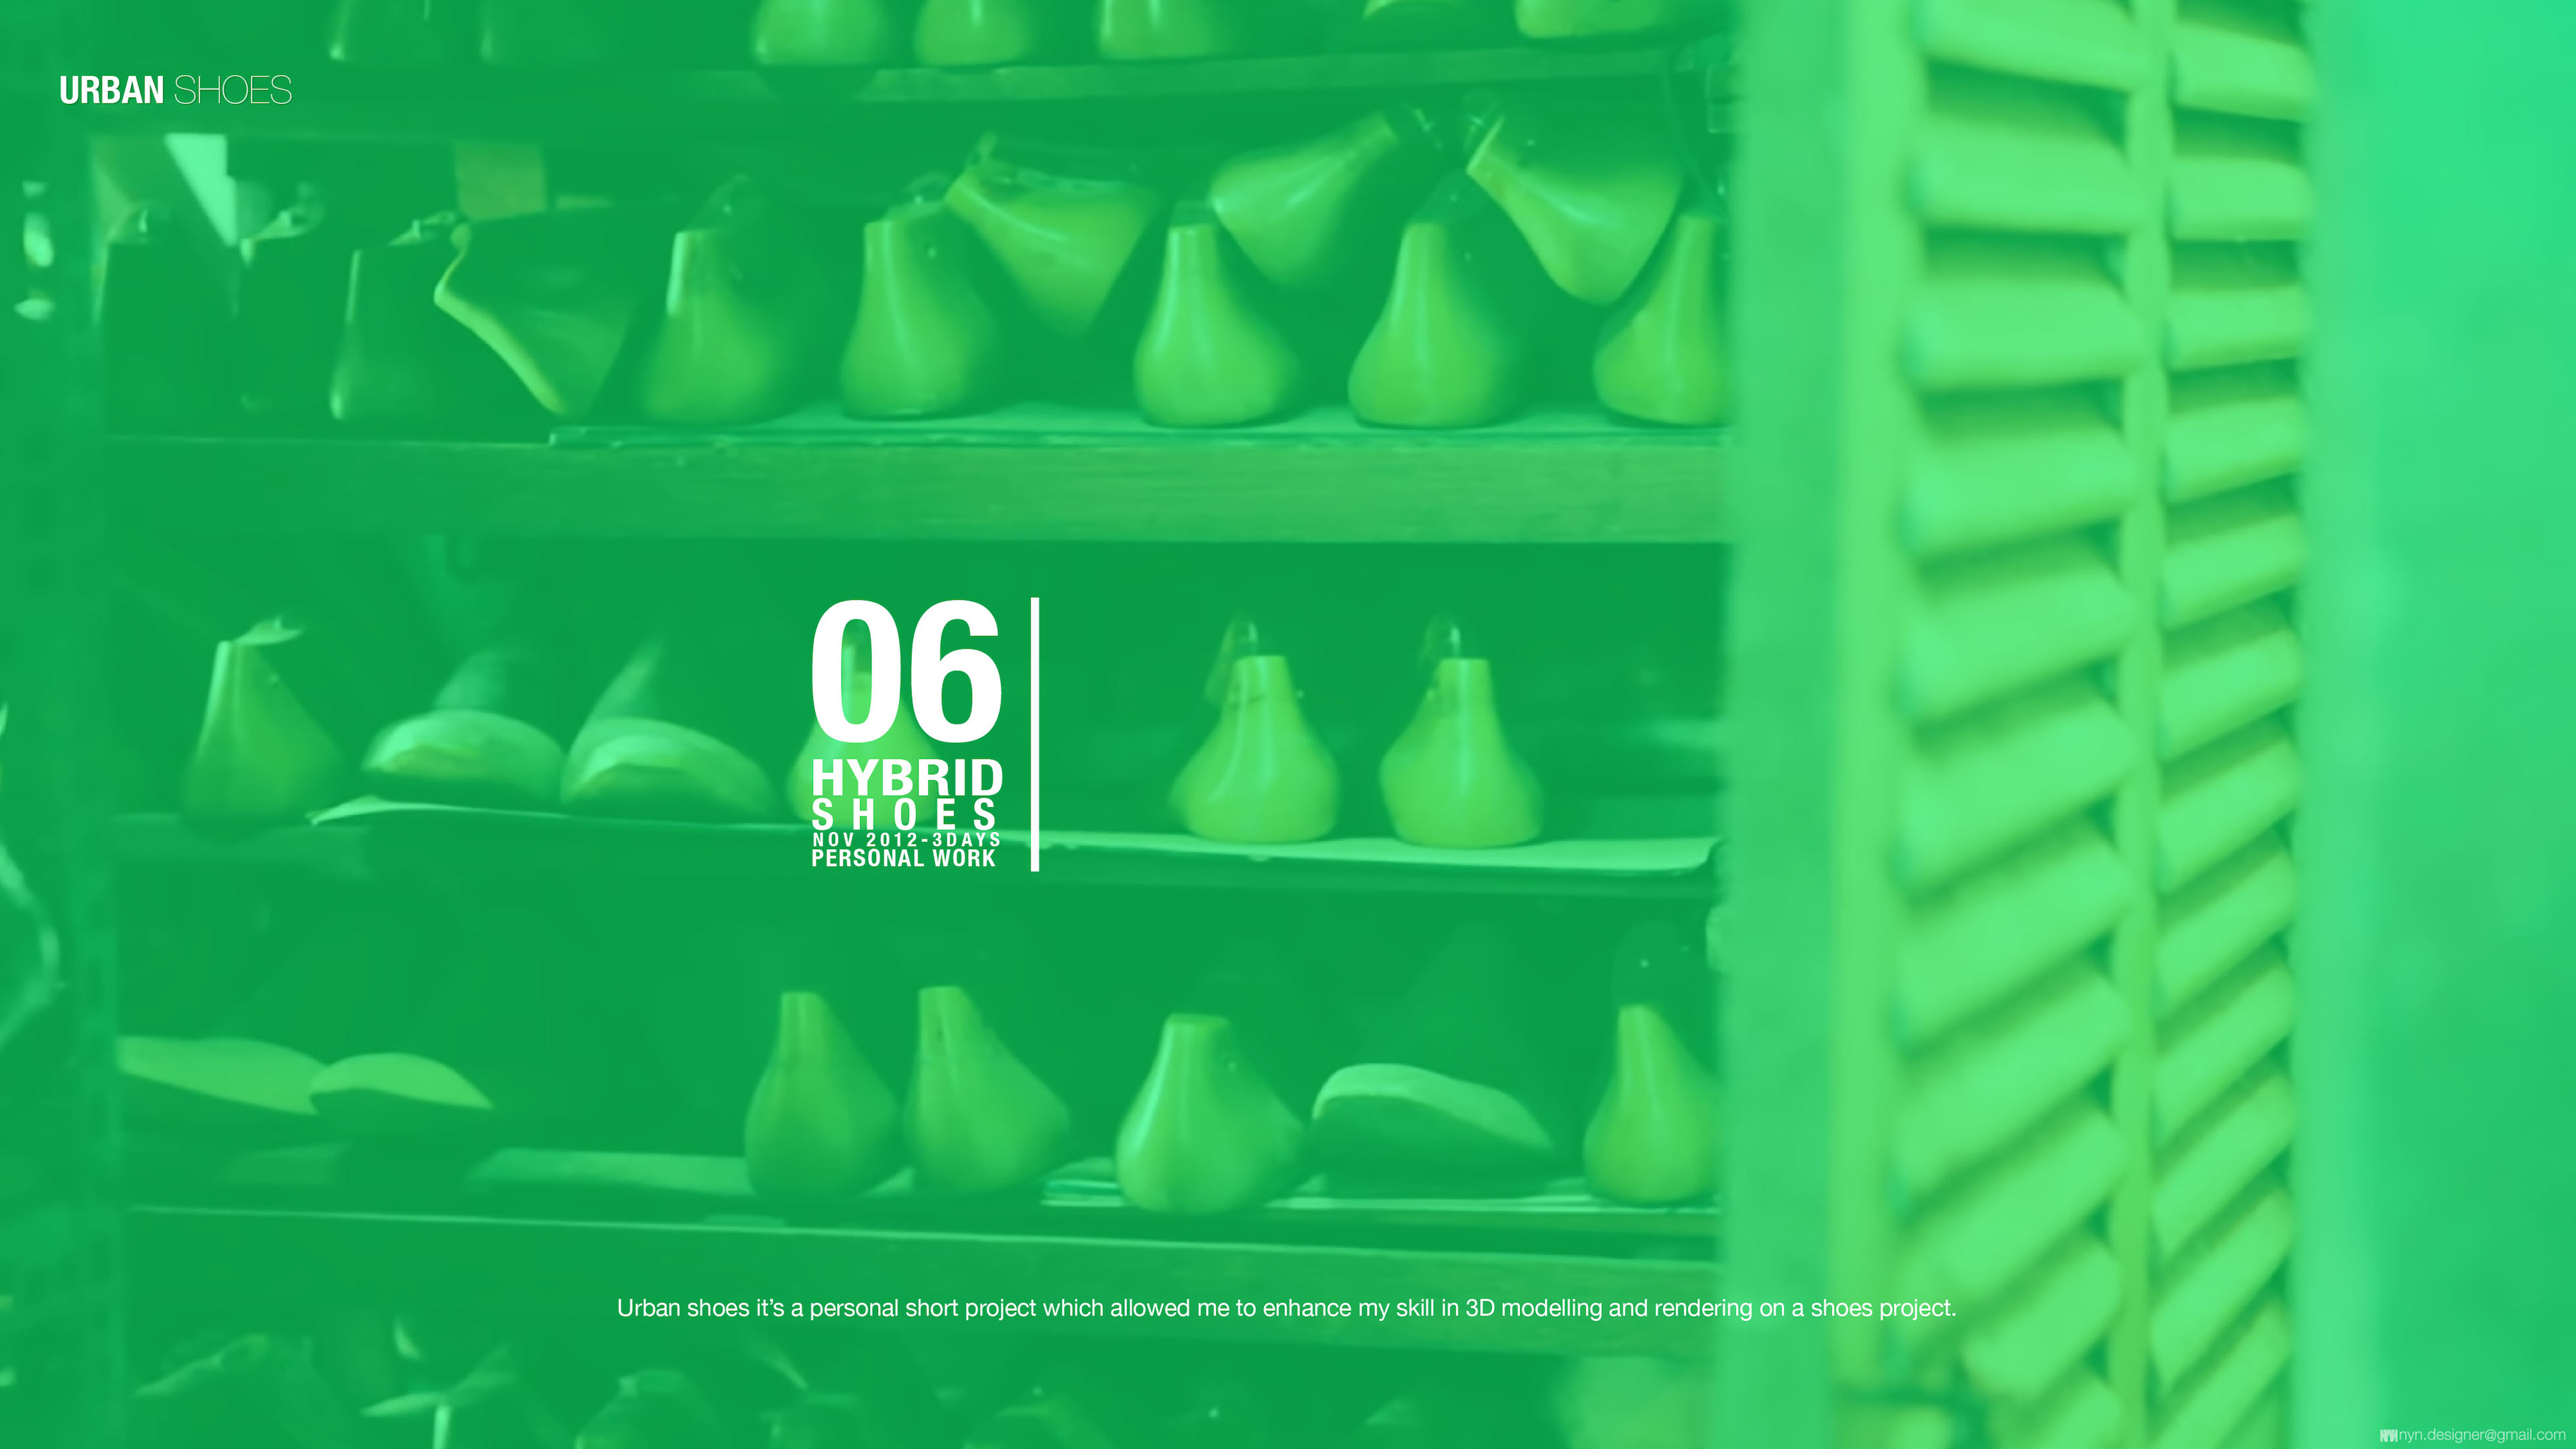 URBAN SHOES
06
HYBRID
SHOES
NOV 2012-3DAYS
PERSONAL WORK
Urban shoes it’s a personal short project which allowed me to enhance my skill in 3D modelling and rendering on a shoes project.
nyn.designer@gmail.com